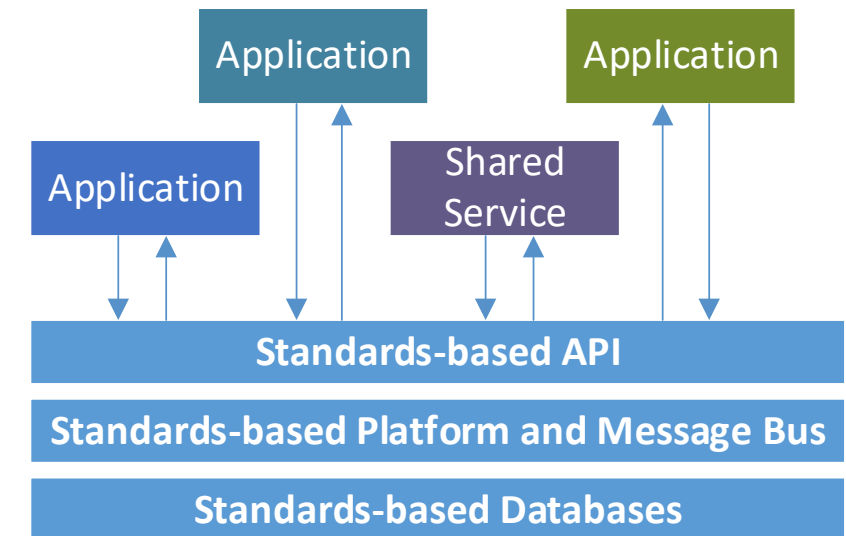 Application
Application
Application
Shared
Service
Standards-based API
Standards-based Platform and Message Bus
Standards-based Databases